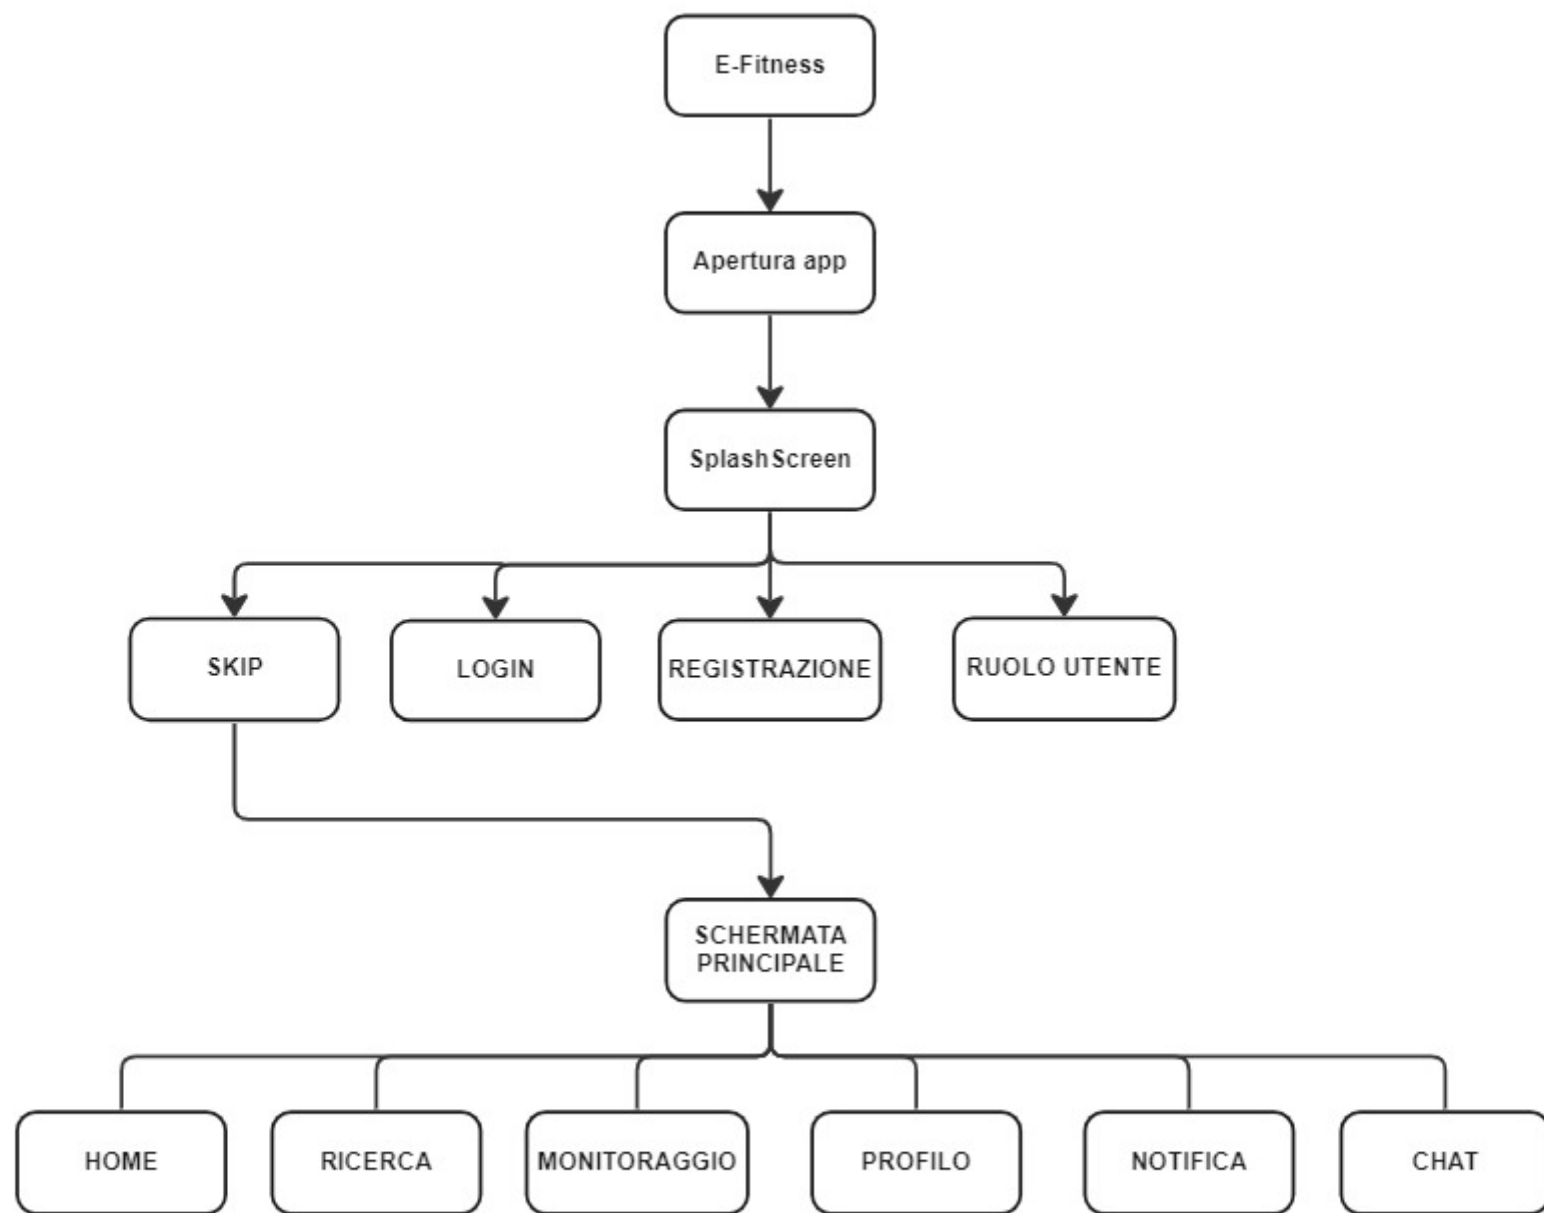 E-Fitness
Apertura app
SplashScreen
SKIP
LOGIN
REGISTRAZIONE
RUOLO UTENTE
SCHERMATA
PRINCIPALE
HOME
RICERCA
MONITORAGGIO
PROFILO
NOTIFICA
CHAT